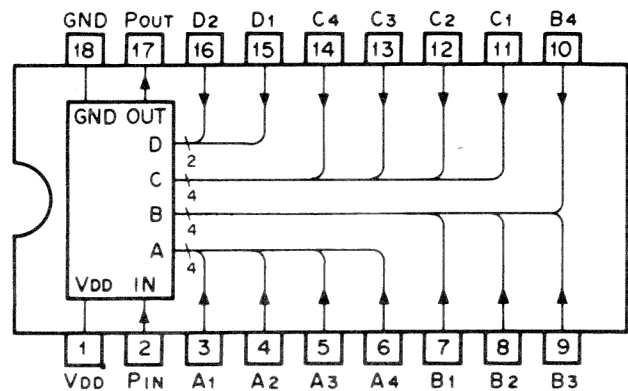 GND POUT D2 D1 C4 C3 C2 C1 B4
18 17 16 15 14 13 12 11 10
GND OUT
D 2
C 4
B 4
A 4
VDD IN
1 2 3 4 5 6 7 8 9
VDD PIN A1 A2 A3 A4 B1 B2 B3